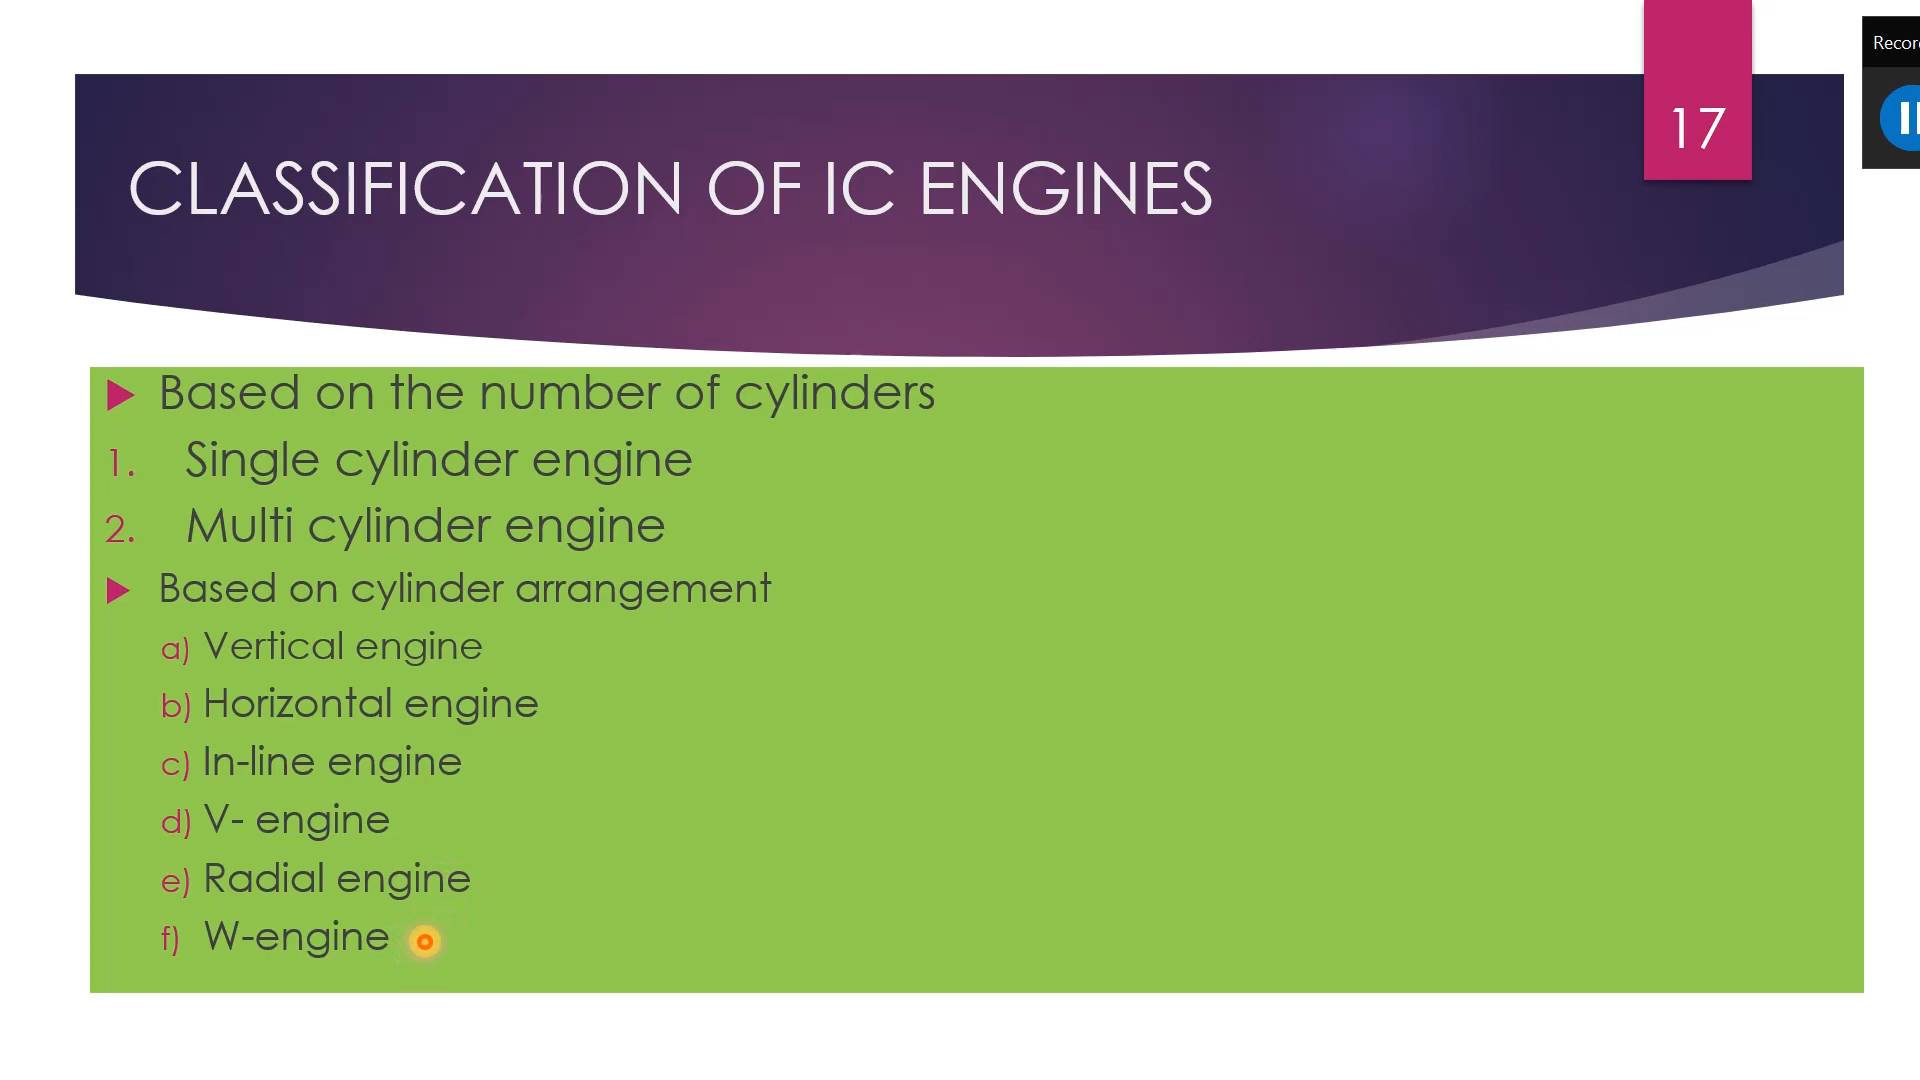 17
Recor
CLASSIFICATION OF IC ENGINES
Based on the number of cylinders
1. Single cylinder engine
2. Multi cylinder engine
Based on cylinder arrangement
a) Vertical engine
b) Horizontal engine
c) In-line engine
d) V- engine
e) Radial engine
f) W-engine